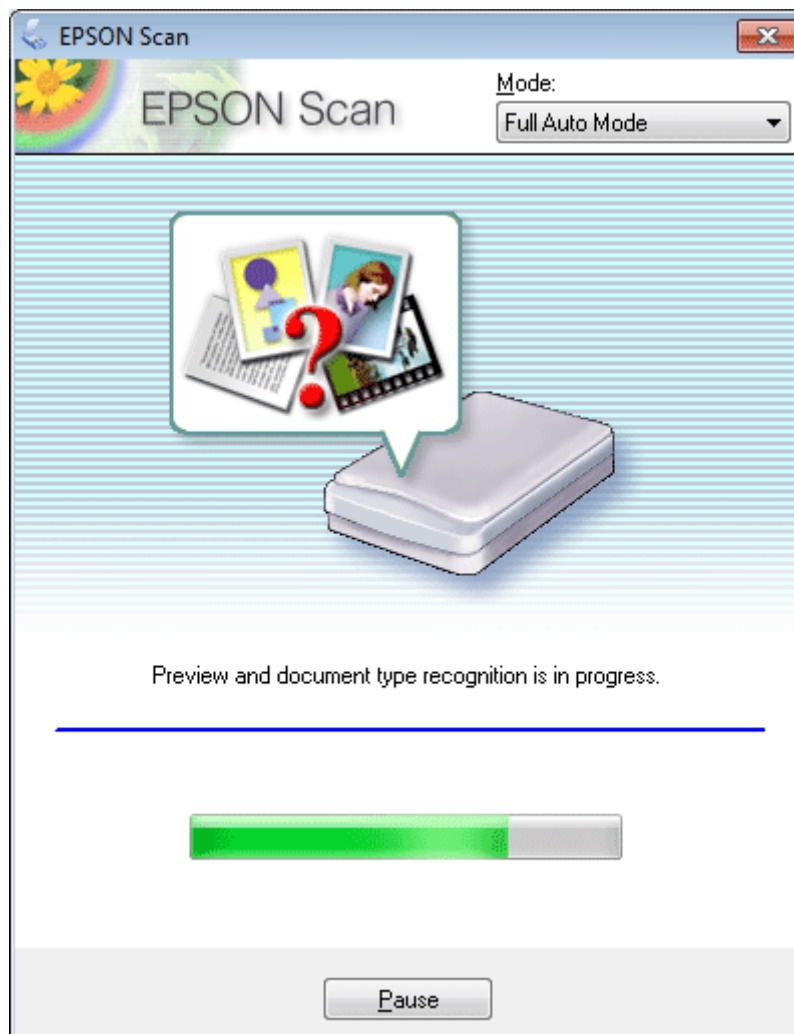 EPSON Scan
EPSON Scan
Mode:
Full Auto Mode
?
Preview and document type recognition is in progress.
Pause